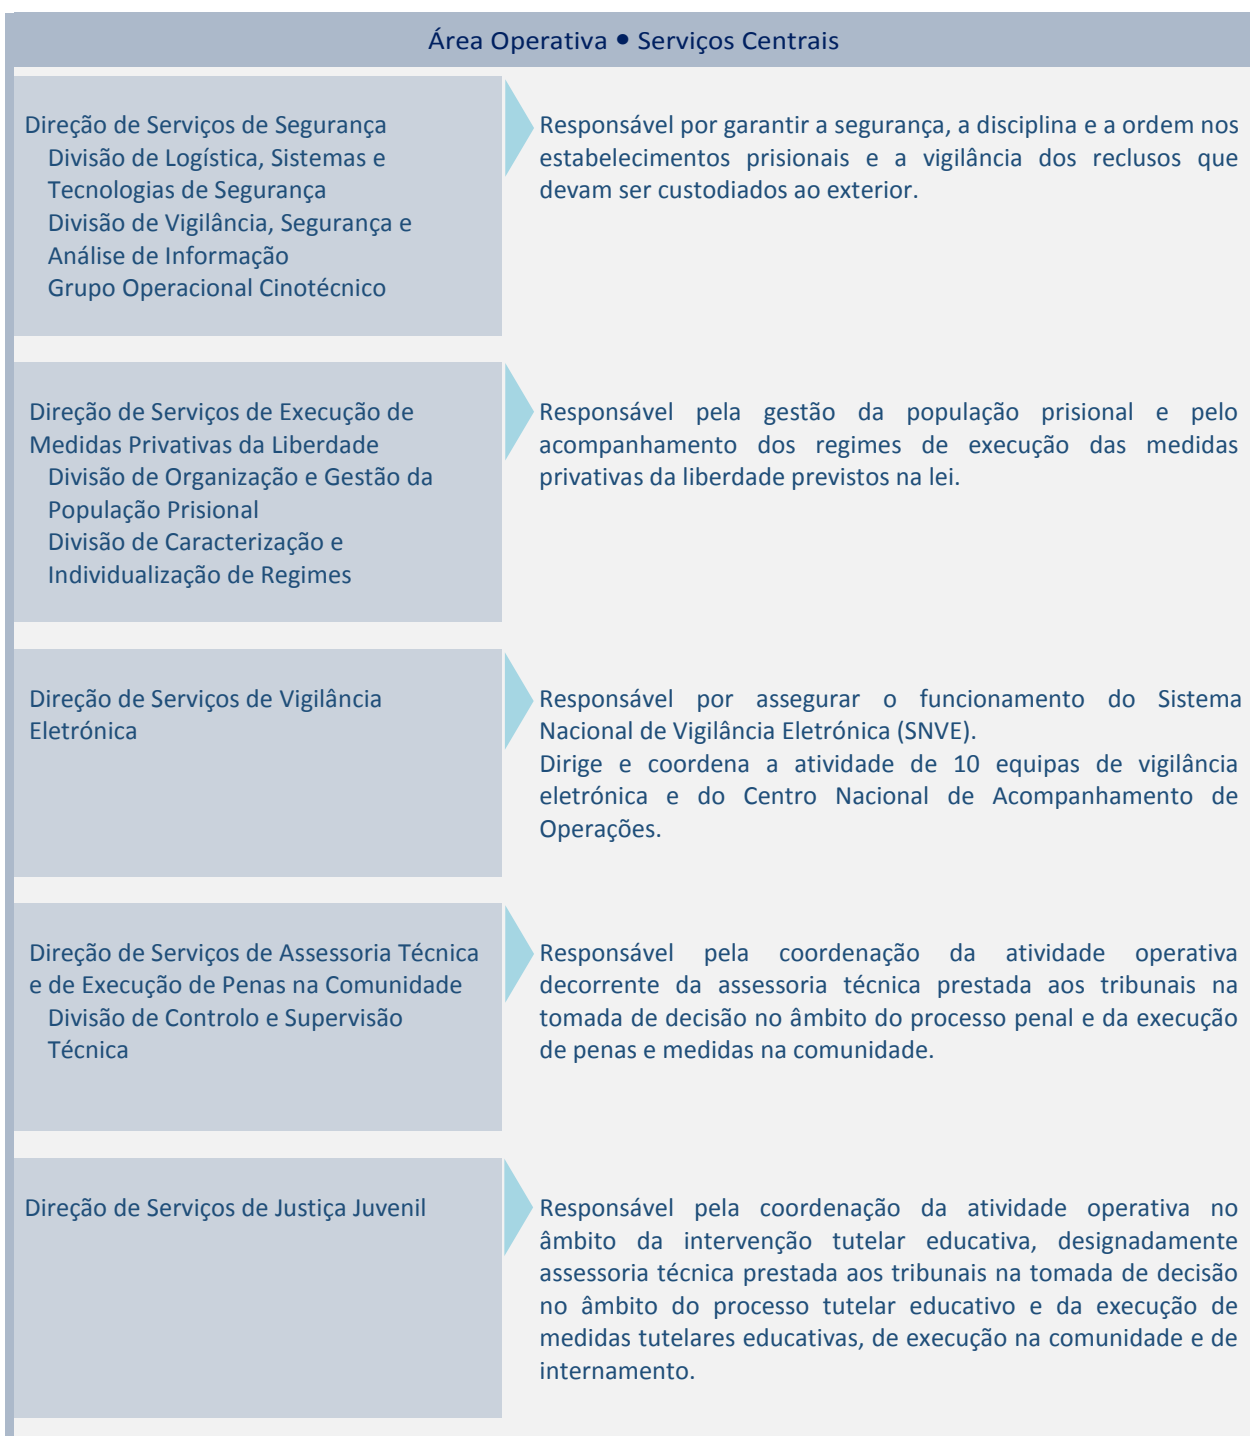 Área Operativa • Serviços Centrais
Direção de Serviços de Segurança
Divisão de Logística, Sistemas e
Tecnologias de Segurança
Divisão de Vigilância, Segurança e
Análise de Informação
Grupo Operacional Cinotécnico
Responsável por garantir a segurança, a disciplina e a ordem nos
estabelecimentos prisionais e a vigilância dos reclusos que
devam ser custodiados ao exterior.
Direção de Serviços de Execução de
Medidas Privativas da Liberdade
Divisão de Organização e Gestão da
População Prisional
Divisão de Caracterização e
Individualização de Regimes
Responsável pela gestão da população prisional e pelo
acompanhamento dos regimes de execução das medidas
privativas da liberdade previstos na lei.
Direção de Serviços de Vigilância
Eletrónica
Responsável por assegurar o funcionamento do Sistema
Nacional de Vigilância Eletrónica (SNVE).
Dirige e coordena a atividade de 10 equipas de vigilância
eletrónica e do Centro Nacional de Acompanhamento de
Operações.
Direção de Serviços de Assessoria Técnica
e de Execução de Penas na Comunidade
Divisão de Controlo e Supervisão
Técnica
Responsável pela coordenação da atividade operativa
decorrente da assessoria técnica prestada aos tribunais na
tomada de decisão no âmbito do processo penal e da execução
de penas e medidas na comunidade.
Direção de Serviços de Justiça Juvenil
Responsável pela coordenação da atividade operativa no
âmbito da intervenção tutelar educativa, designadamente
assessoria técnica prestada aos tribunais na tomada de decisão
no âmbito do processo tutelar educativo e da execução de
medidas tutelares educativas, de execução na comunidade e de
internamento.